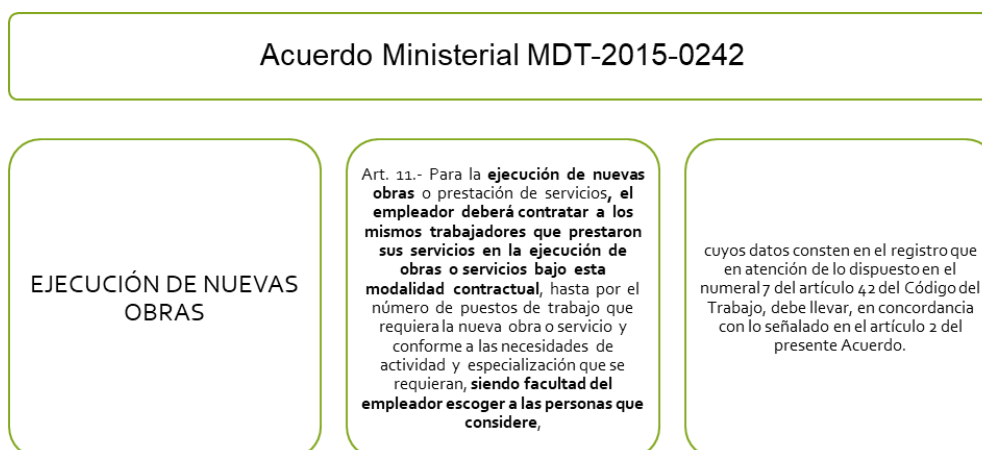 Acuerdo Ministerial MDT-2015-0242
EJECUCIÓN DE NUEVAS
OBRAS
Art. 11.- Para la ejecución de nuevas
obras o prestación de servicios, el
empleador deberá contratar a los
mismos trabajadores que prestaron
sus servicios en la ejecución de
obras o servicios bajo esta
modalidad contractual, hasta por el
número de puestos de trabajo que
requiera la nueva obra o servicio y
conforme a las necesidades de
actividad y especialización que se
requieran, siendo facultad del
empleador escoger a las personas que
considere,
cuyos datos consten en el registro que
en atención de lo dispuesto en el
numeral 7 del artículo 42 del Código del
Trabajo, debe llevar, en concordancia
con lo señalado en el artículo 2 del
presente Acuerdo.